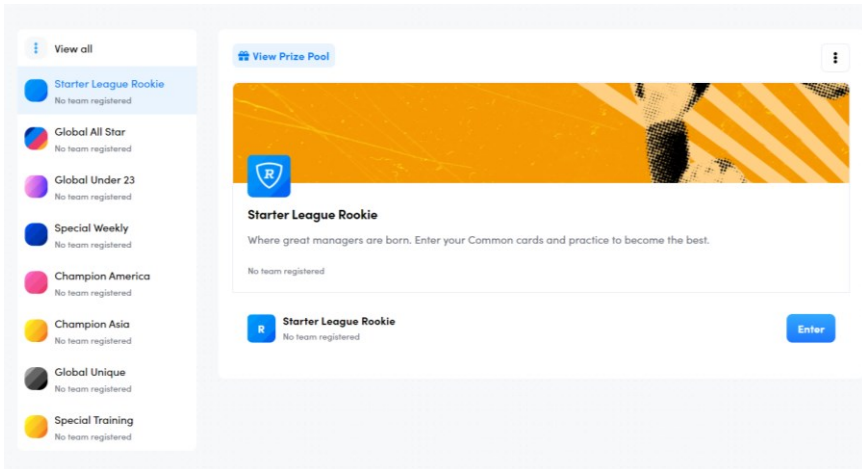 View all
Starter League Rookie
No team registered
Global All Star
No team registered
Global Under 23
No team registered
Special Weekly
No team registered
Champion America
No team registered
Champion Asia
No team registered
Global Unique
No team registered
Special Training
No team registered
View Prize Pool
R
Starter League Rookie
Where great managers are born. Enter your Common cards and practice to become the best.
No team registered
R
Starter League Rookie
No team registered
Enter